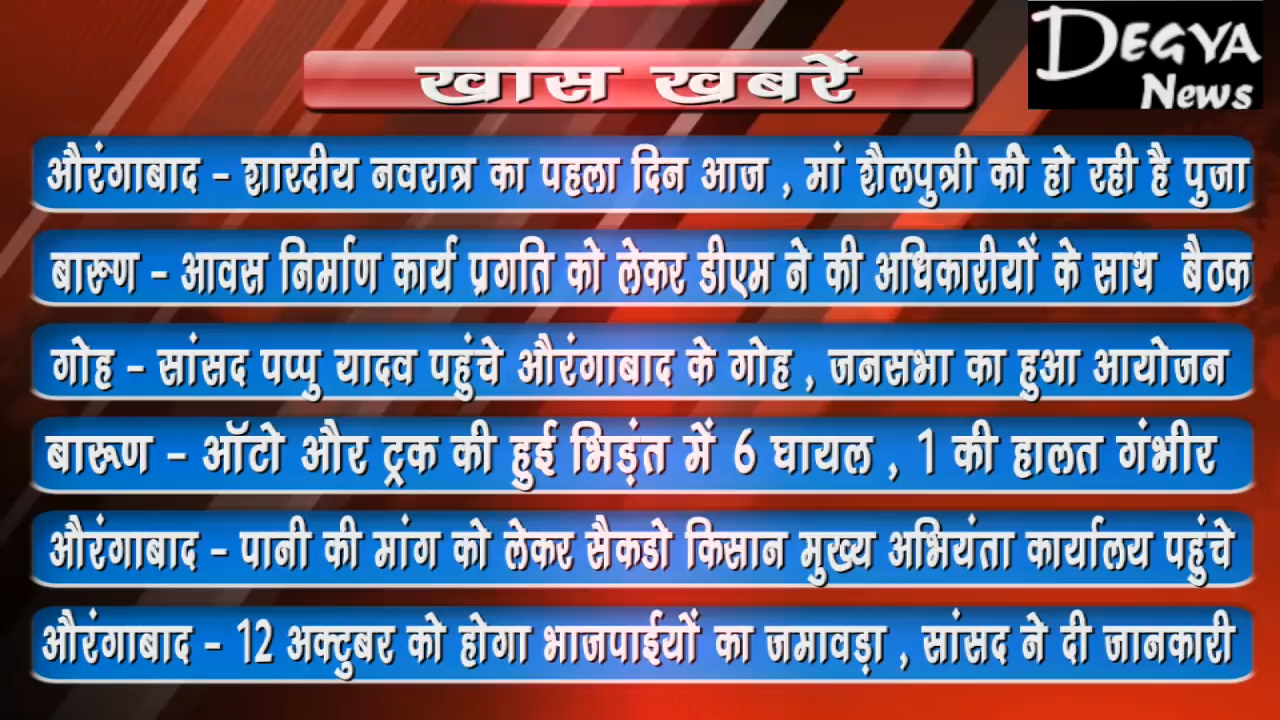 DEGYA
News
खास खबरें
औरंगाबाद - शारदीय नवरात्र का पहला दिन आज , मां शैलपुत्री की हो रही है पुजा
बारूण - आवस निर्माण कार्य प्रगति को लेकर डीएम ने की अधिकारीयों के साथ बैठक
गोह - सांसद पप्पु यादव पहुंचे औरंगाबाद के गोह , जनसभा का हुआ आयोजन
बारूण - ऑटो और ट्रक की हुई भिड़ंत में 6 घायल , 1 की हालत गंभीर
औरंगाबाद - पानी की मांग को लेकर सैकडो किसान मुख्य अभियंता कार्यालय पहुंचे
औरंगाबाद - 12 अक्टुबर को होगा भाजपाईयों का जमावड़ा , सांसद ने दी जानकारी